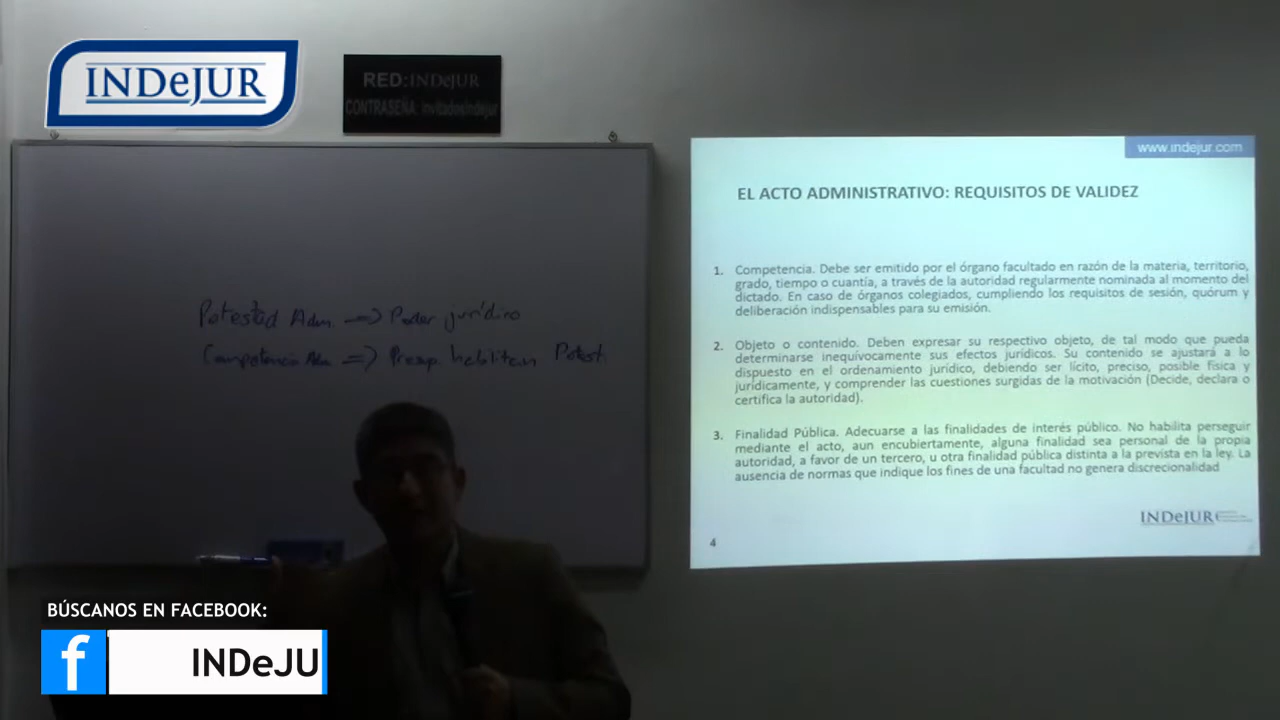 INDeJUR
RED:INDeJUR
CONTRASEÑA: invitadosindejur
www.indejur.com
EL ACTO ADMINISTRATIVO: REQUISITOS DE VALIDEZ
1. Competencia. Debe ser emitido por el órgano facultado en razón de la materia, territorio,
grado, tiempo o cuantía, a través de la autoridad regularmente nominada al momento del
dictado. En caso de órganos colegiados, cumpliendo los requisitos de sesión, quórum y
deliberación indispensables para su emisión.
2. Objeto o contenido. Deben expresar su respectivo objeto, de tal modo que pueda
determinarse inequívocamente sus efectos jurídicos. Su contenido se ajustará a lo
dispuesto en el ordenamiento jurídico, debiendo ser lícito, preciso, posible física y
jurídicamente, y comprender las cuestiones surgidas de la motivación (Decide, declara o
certifica la autoridad).
3. Finalidad Pública. Adecuarse a las finalidades de interés público. No habilita perseguir
mediante el acto, aun encubiertamente, alguna finalidad sea personal de la propia
autoridad, a favor de un tercero, u otra finalidad pública distinta a la prevista en la ley. La
ausencia de normas que indique los fines de una facultad no genera discrecionalidad
INDeJUR
4
Potestad Adm. => Poder jurídico
Competencia Adm => Presup. habilitan Potest
BÚSCANOS EN FACEBOOK:
f INDeJU